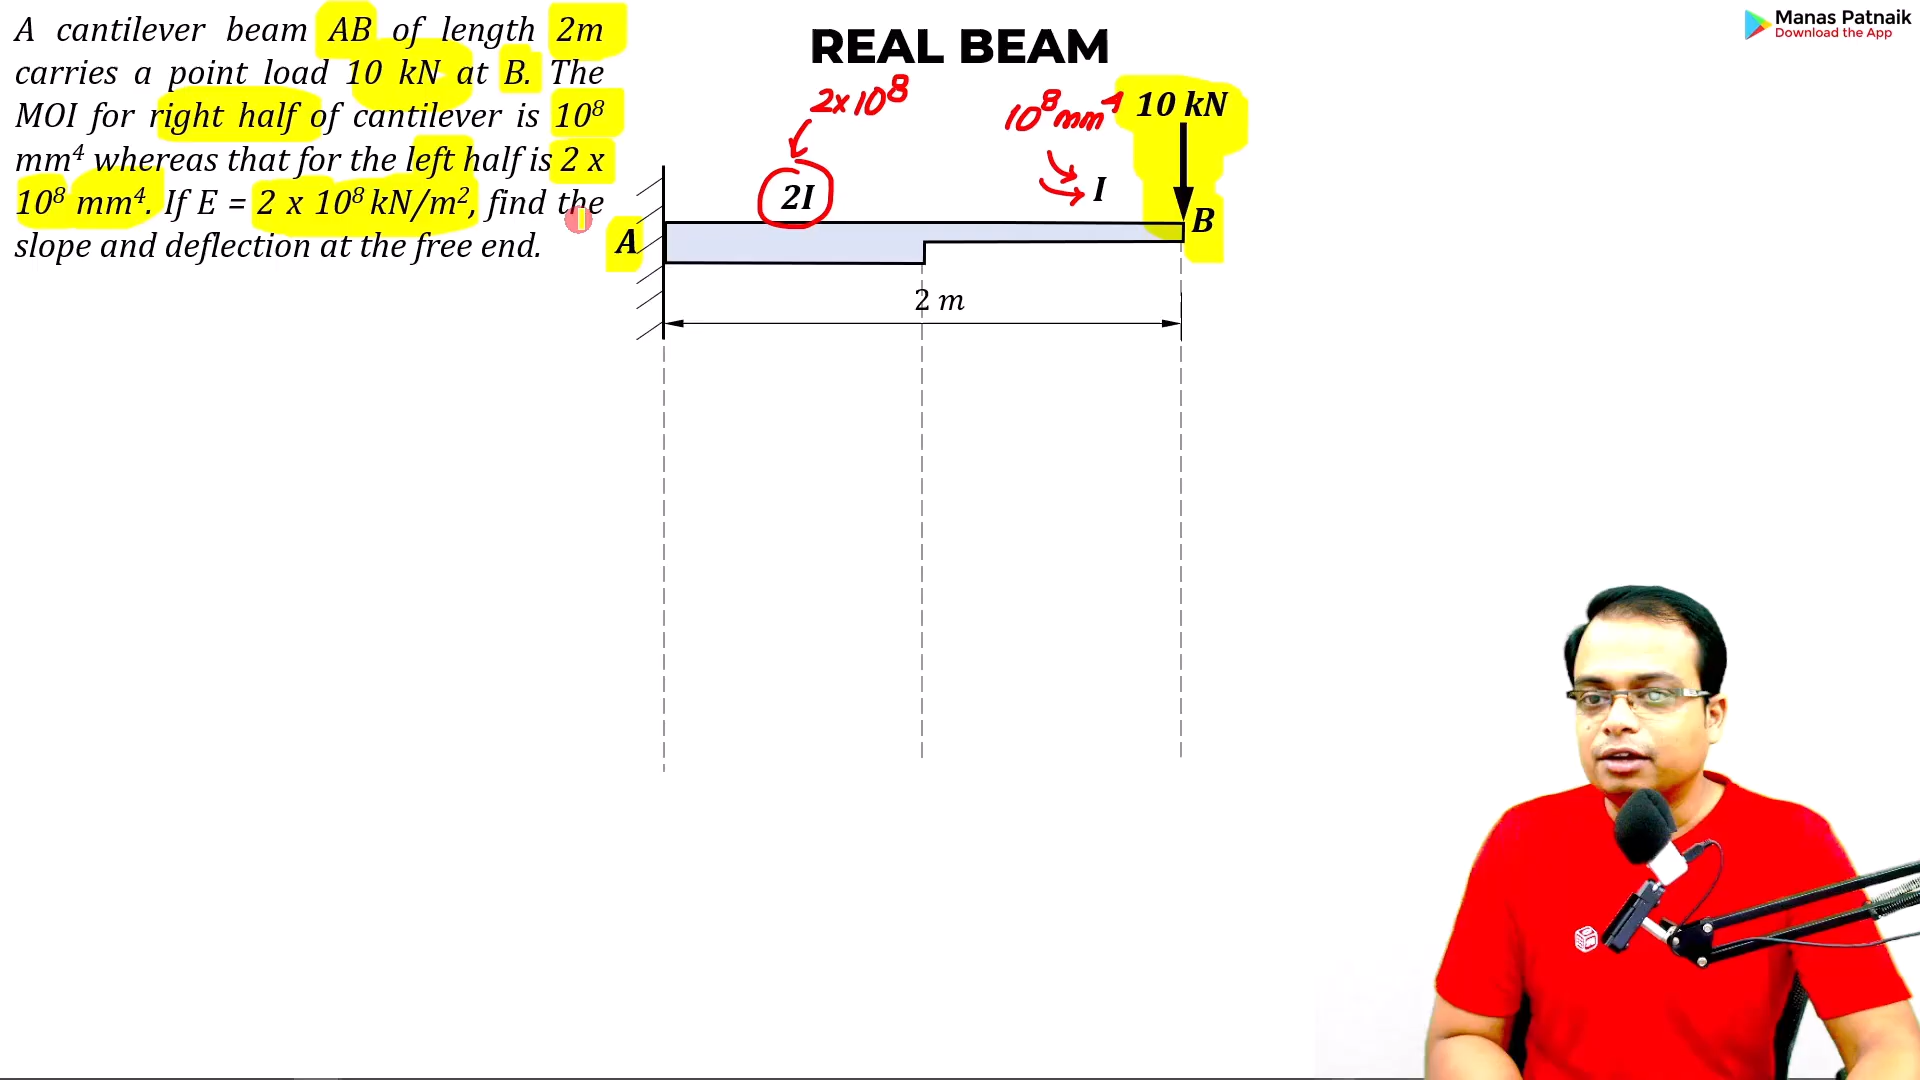 A cantilever beam AB of length 2m
carries a point load 10 kN at B. The
MOI for right half of cantilever is 10⁸
mm⁴ whereas that for the left half is 2 x
10⁸ mm⁴. If E = 2 x 10⁸ kN/m², find the
slope and deflection at the free end.
REAL BEAM
Manas Patnaik
Download the App
2x10⁸
10⁸mm⁴
10 kN
2I
I
B
A
2 m